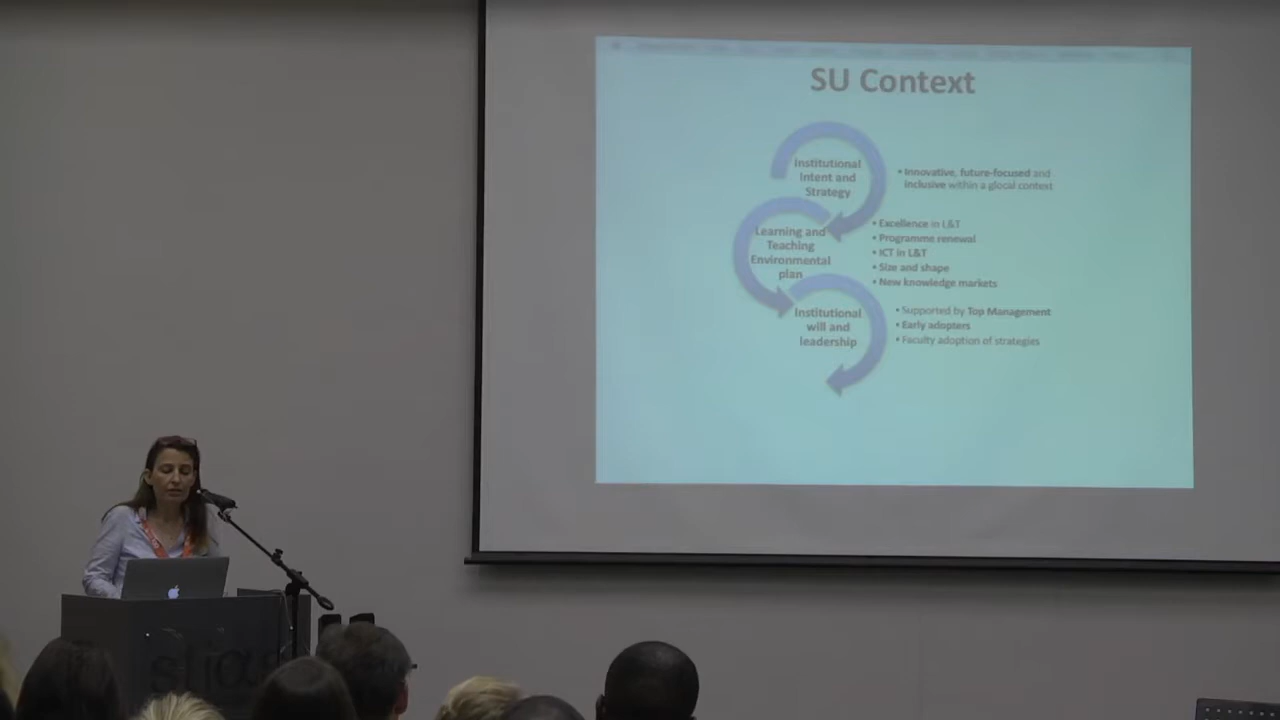 SU Context
Institutional
Intent and
Strategy
• Innovative, future-focused and
inclusive within a glocal context
Learning and
Teaching
Environmental
plan
• Excellence in L&T
• Programme renewal
• ICT in L&T
• Size and shape
• New knowledge markets
Institutional
will and
leadership
• Supported by Top Management
• Early adopters
• Faculty adoption of strategies